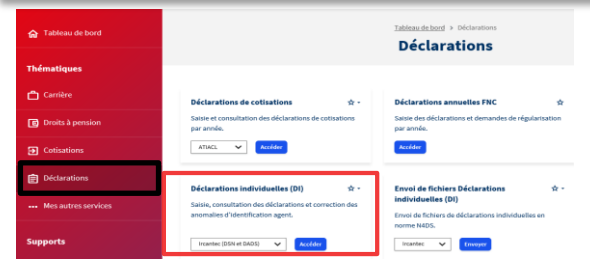 Tableau de bord
Thématiques
Carrière
Droits à pension
Cotisations
Déclarations
Mes autres services
Supports
Tableau de bord > Déclarations
Déclarations
Déclarations de cotisations
Saisie et consultation des déclarations de cotisations
par année.
ATIACL
Accéder
Déclarations annuelles FNC
Saisie des déclarations et demandes de régularisation
par année.
Accéder
Déclarations individuelles (DI)
Saisie, consultation des déclarations et correction des
anomalies d'identification agent.
Ircantec (DSN et DADS)
Accéder
Envoi de fichiers Déclarations
individuelles (DI)
Envoi de fichiers de déclarations individuelles en
norme N4DS.
Ircantec
Envoyer